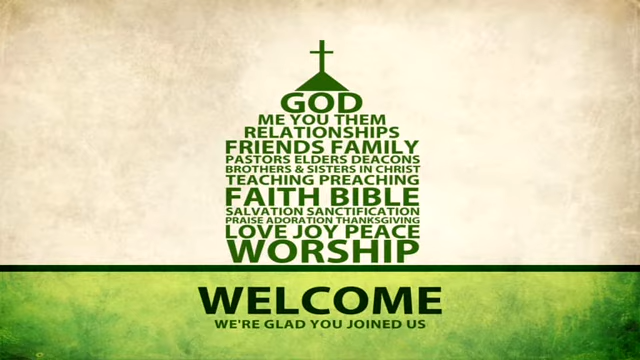 GOD
ME YOU THEM
RELATIONSHIPS
FRIENDS FAMILY
PASTORS ELDERS DEACONS
BROTHERS & SISTERS IN CHRIST
TEACHING PREACHING
FAITH BIBLE
SALVATION SANCTIFICATION
PRAISE ADORATION THANKSGIVING
LOVE JOY PEACE
WORSHIP
WELCOME
WE'RE GLAD YOU JOINED US